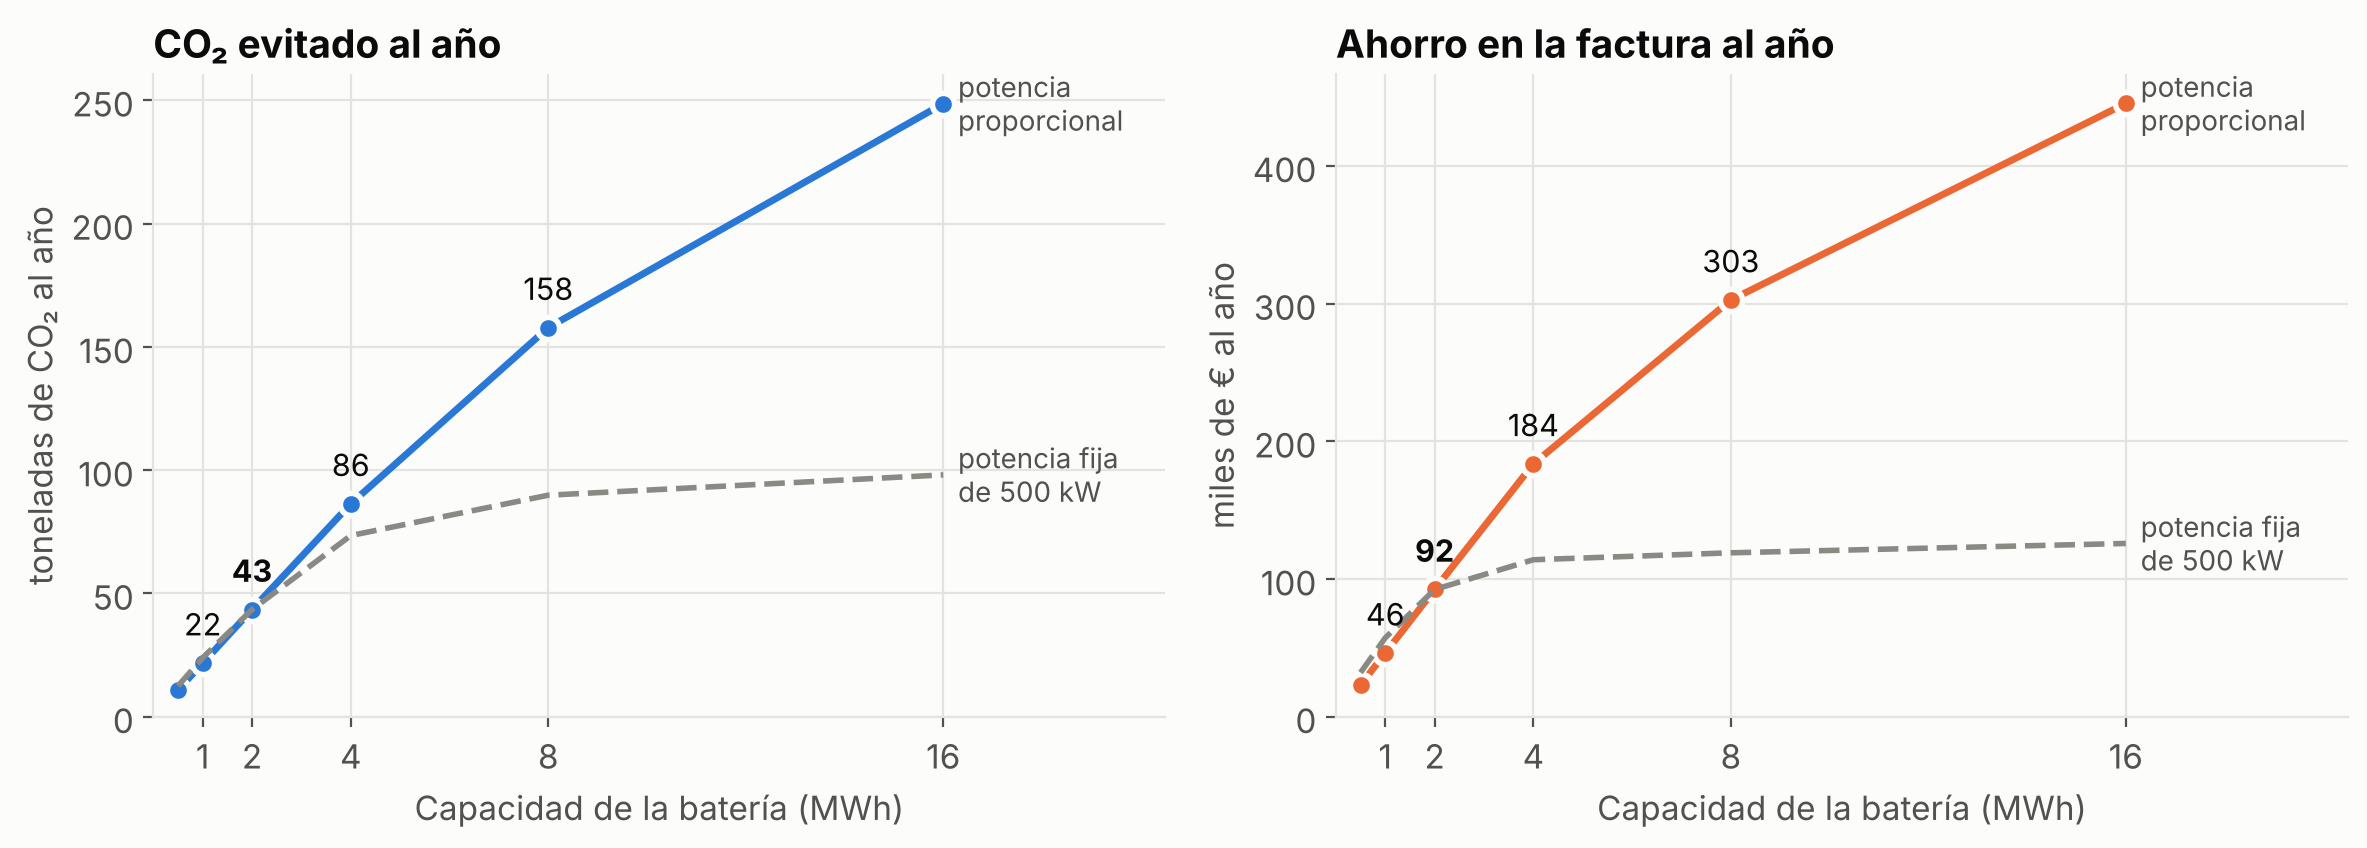 CO₂ evitado al año
toneladas de CO₂ al año
250
200
150
100
50
0
22
43
86
158
potencia
proporcional
potencia fija
de 500 kW
1 2 4 8 16
Capacidad de la batería (MWh)
Ahorro en la factura al año
miles de € al año
400
300
200
100
0
46
92
184
303
potencia
proporcional
potencia fija
de 500 kW
1 2 4 8 16
Capacidad de la batería (MWh)